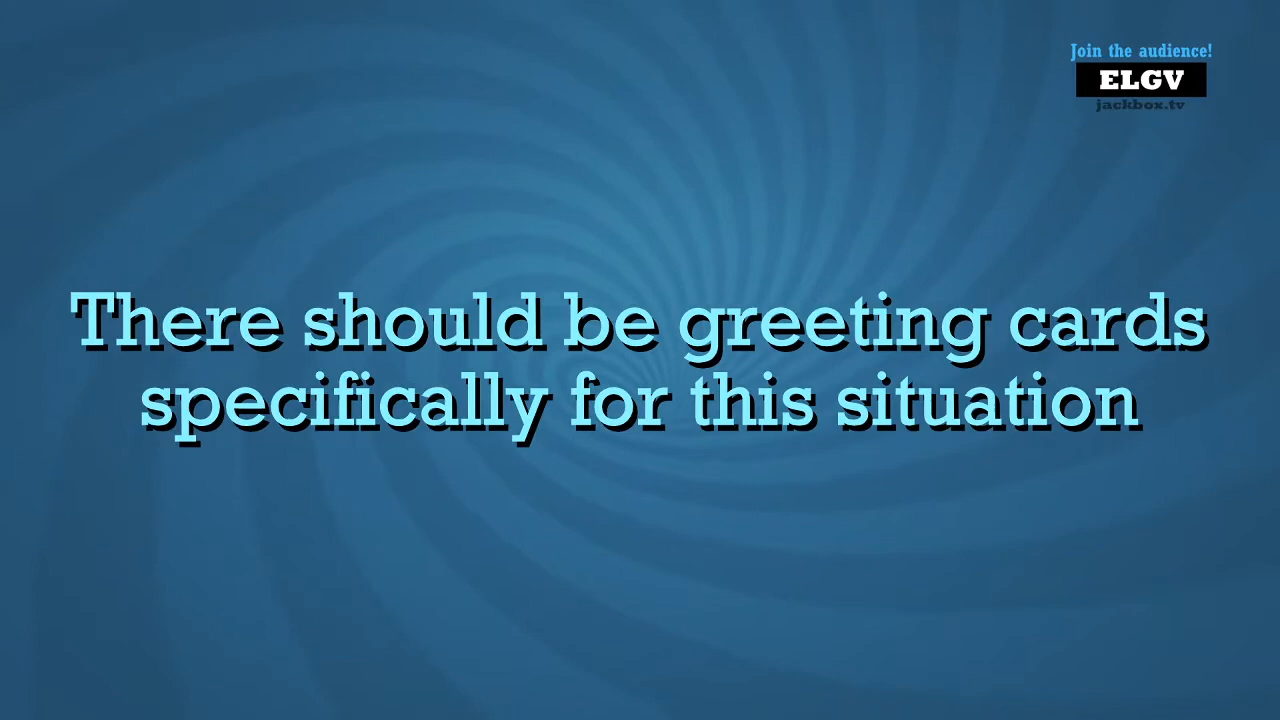 Join the audience!
ELGV
jackbox.tv
There should be greeting cards
specifically for this situation